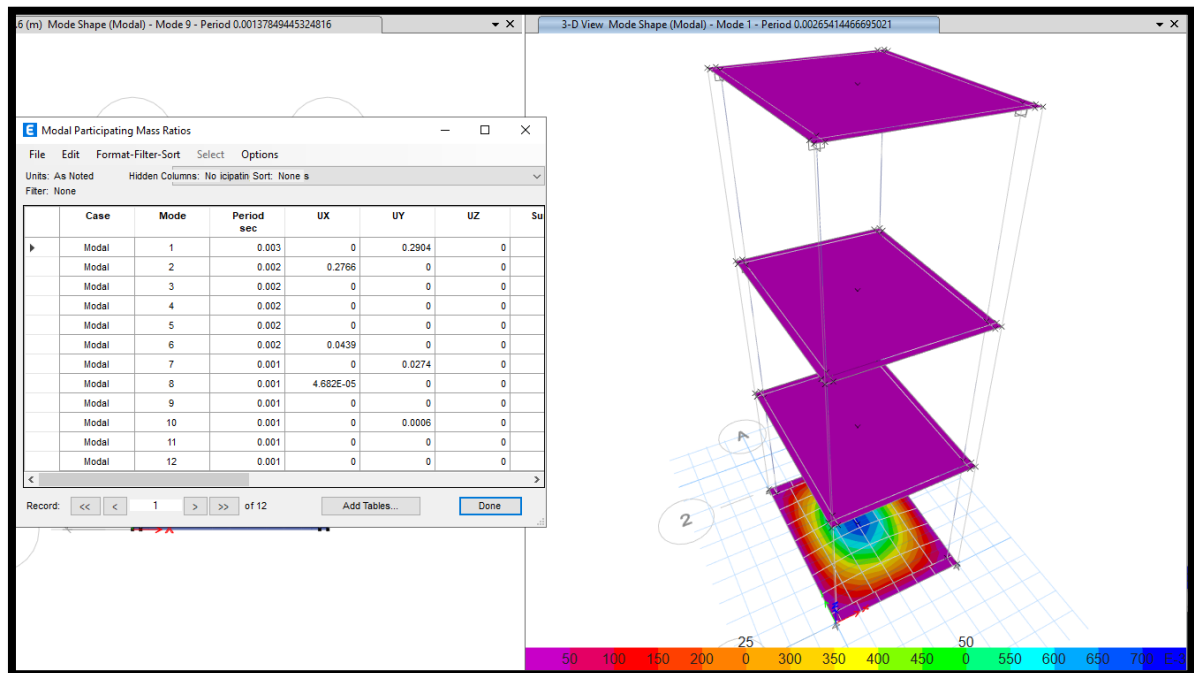 .6 (m) Mode Shape (Modal) - Mode 9 - Period 0.00137849445324816
3-D View Mode Shape (Modal) - Mode 1 - Period 0.00265414466695021
E Modal Participating Mass Ratios
File Edit Format-Filter-Sort Select Options
Units: As Noted Hidden Columns: No icipatin Sort: None s
Filter: None
Case Mode Period sec UX UY UZ Su
Modal 1 0.003 0 0.2904 0
Modal 2 0.002 0.2766 0 0
Modal 3 0.002 0 0 0
Modal 4 0.002 0 0 0
Modal 5 0.002 0 0 0
Modal 6 0.002 0.0439 0 0
Modal 7 0.001 0 0.0274 0
Modal 8 0.001 4.682E-05 0 0
Modal 9 0.001 0 0 0
Modal 10 0.001 0 0.0006 0
Modal 11 0.001 0 0 0
Modal 12 0.001 0 0 0
Record: << < 1 > >> of 12 Add Tables... Done
A
2
X
25 50
50 100 150 200 0 300 350 400 450 0 550 600 650